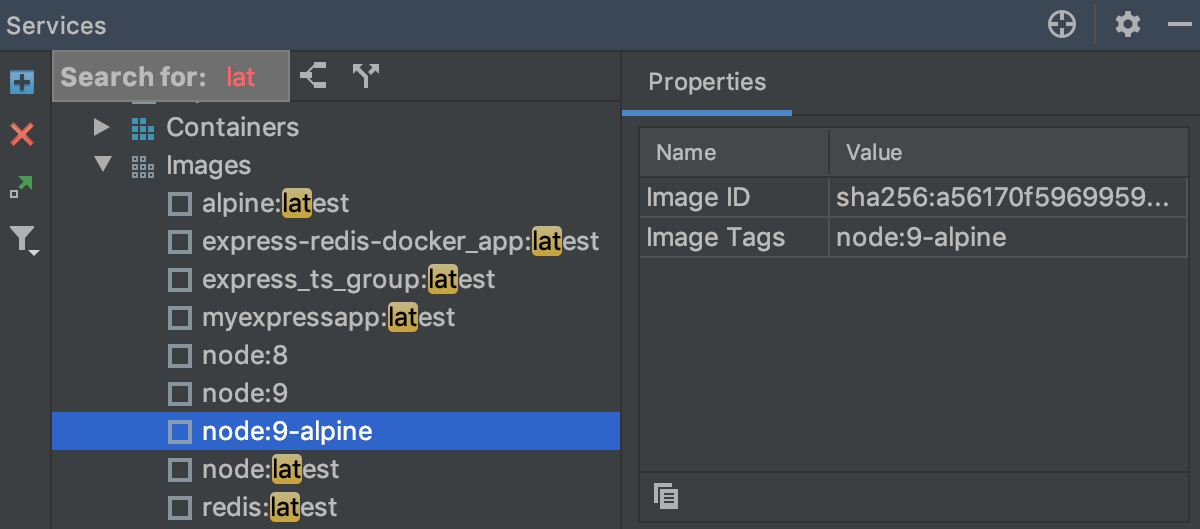 Services
Search for: lat
Containers
Images
alpine:latest
express-redis-docker_app:latest
express_ts_group:latest
myexpressapp:latest
node:8
node:9
node:9-alpine
node:latest
redis:latest
Properties
Name Value
Image ID sha256:a56170f5969959...
Image Tags node:9-alpine